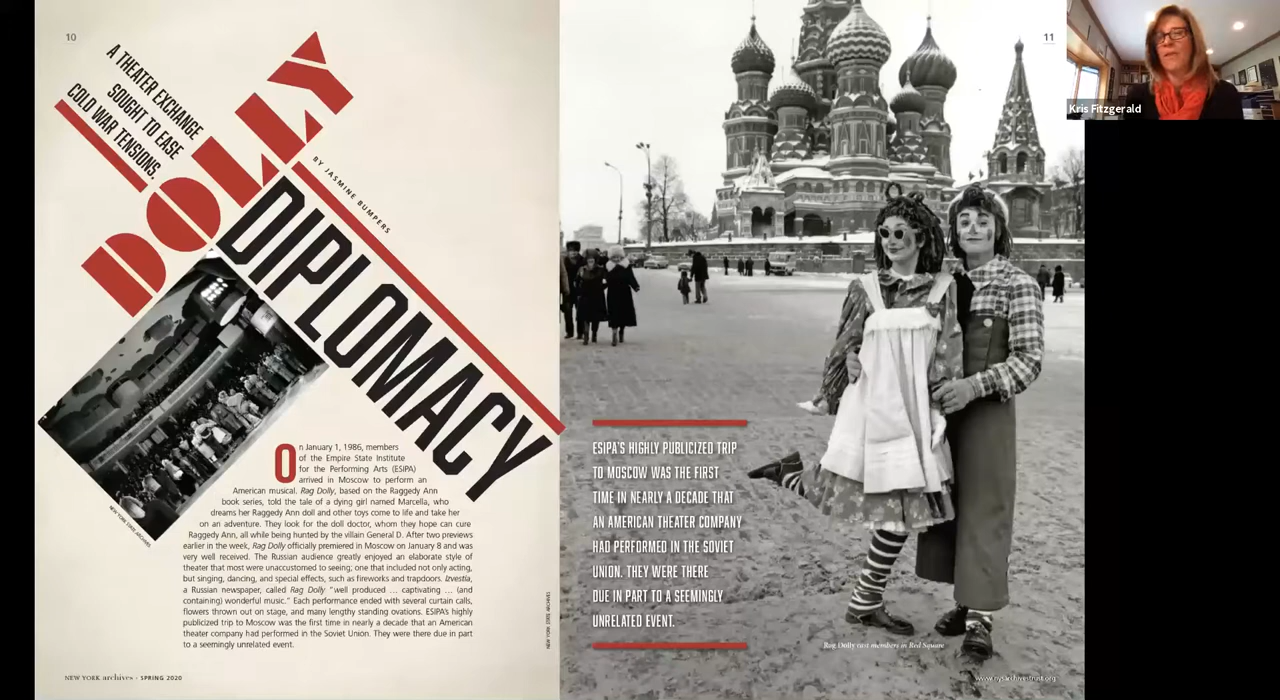 10
A THEATER EXCHANGE
SOUGHT TO EASE
COLD WAR TENSIONS.
DOLLY
DIPLOMACY
BY JASMINE BUMPERS
On January 1, 1986, members
of the Empire State Institute
for the Performing Arts (ESIPA)
arrived in Moscow to perform an
American musical. Rag Dolly, based on the Raggedy Ann
book series, told the tale of a dying girl named Marcella, who
dreams her Raggedy Ann doll and other toys come to life and take her
on an adventure. They look for the doll doctor, whom they hope can cure
Raggedy Ann, all while being hunted by the villain General D. After two previews
earlier in the week, Rag Dolly officially premiered in Moscow on January 8 and was
very well received. The Russian audience greatly enjoyed an elaborate style of
theater that most were unaccustomed to seeing; one that included not only acting,
but singing, dancing, and special effects, such as fireworks and trapdoors. Izvestia,
a Russian newspaper, called Rag Dolly “well produced ... captivating ... (and
containing) wonderful music.” Each performance ended with several curtain calls,
flowers thrown out on stage, and many lengthy standing ovations. ESIPA's highly
publicized trip to Moscow was the first time in nearly a decade that an American
theater company had performed in the Soviet Union. They were there due in part
to a seemingly unrelated event.
NEW YORK STATE ARCHIVES
NEW YORK STATE ARCHIVES
NEW YORK archives • SPRING 2020
11
ESIPA'S HIGHLY PUBLICIZED TRIP
TO MOSCOW WAS THE FIRST
TIME IN NEARLY A DECADE THAT
AN AMERICAN THEATER COMPANY
HAD PERFORMED IN THE SOVIET
UNION. THEY WERE THERE
DUE IN PART TO A SEEMINGLY
UNRELATED EVENT.
Rag Dolly cast members in Red Square
www.nysarchivestrust.org
Kris Fitzgerald